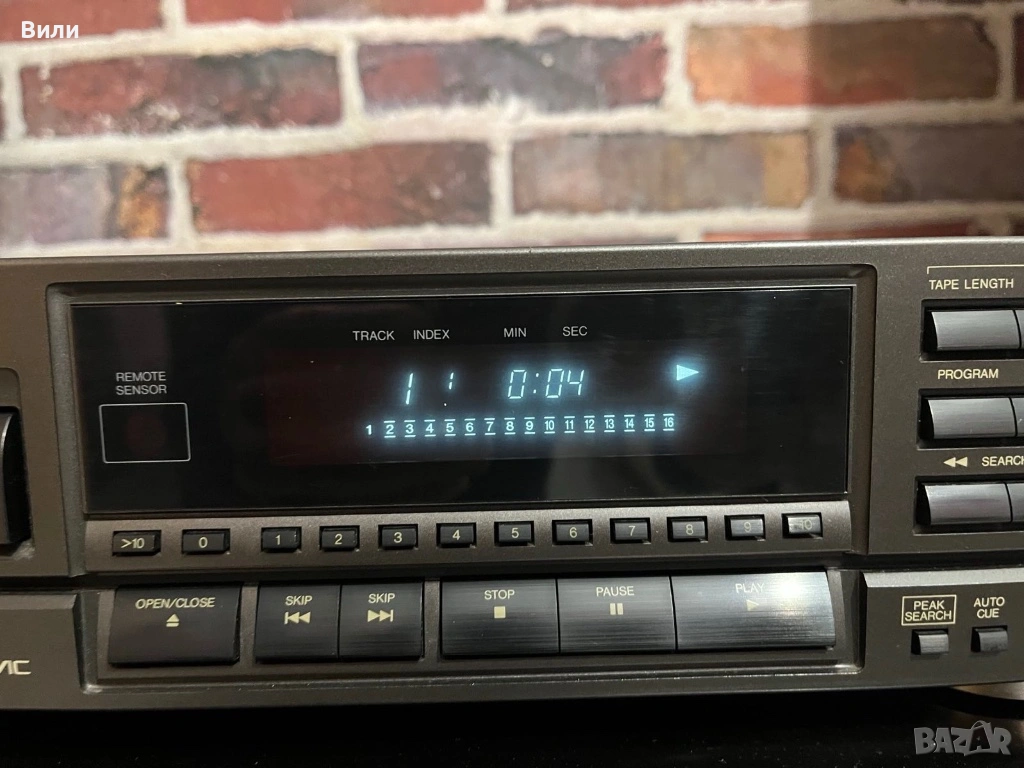 Вили
TAPE LENGTH
TRACK INDEX MIN SEC
REMOTE
SENSOR
1 1 0:04
PROGRAM
1 2 3 4 5 6 7 8 9 10 11 12 13 14 15 16
>10 0 1 2 3 4 5 6 7 8 9 10
OPEN/CLOSE SKIP SKIP STOP PAUSE PLAY
PEAK
SEARCH
AUTO
CUE
BAZAR